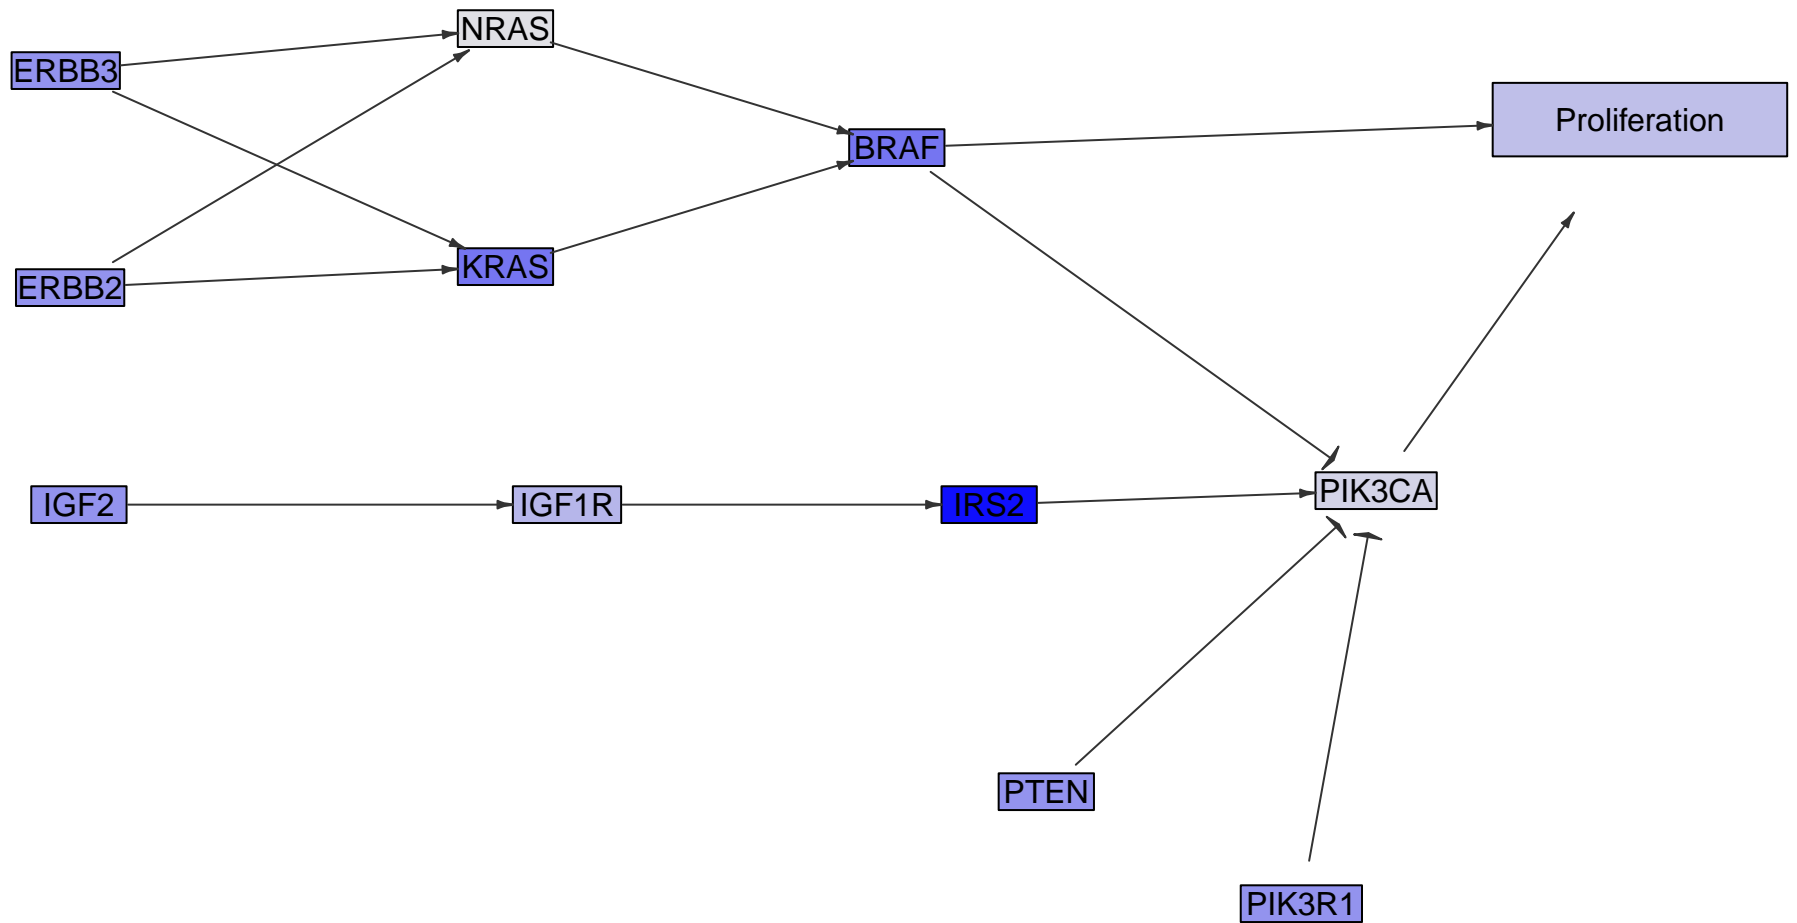 NRAS
ERBB3
Proliferation
BRAF
KRAS
ERBB2
IGF2
IGF1R
IRS2
PIK3CA
PTEN
PIK3R1